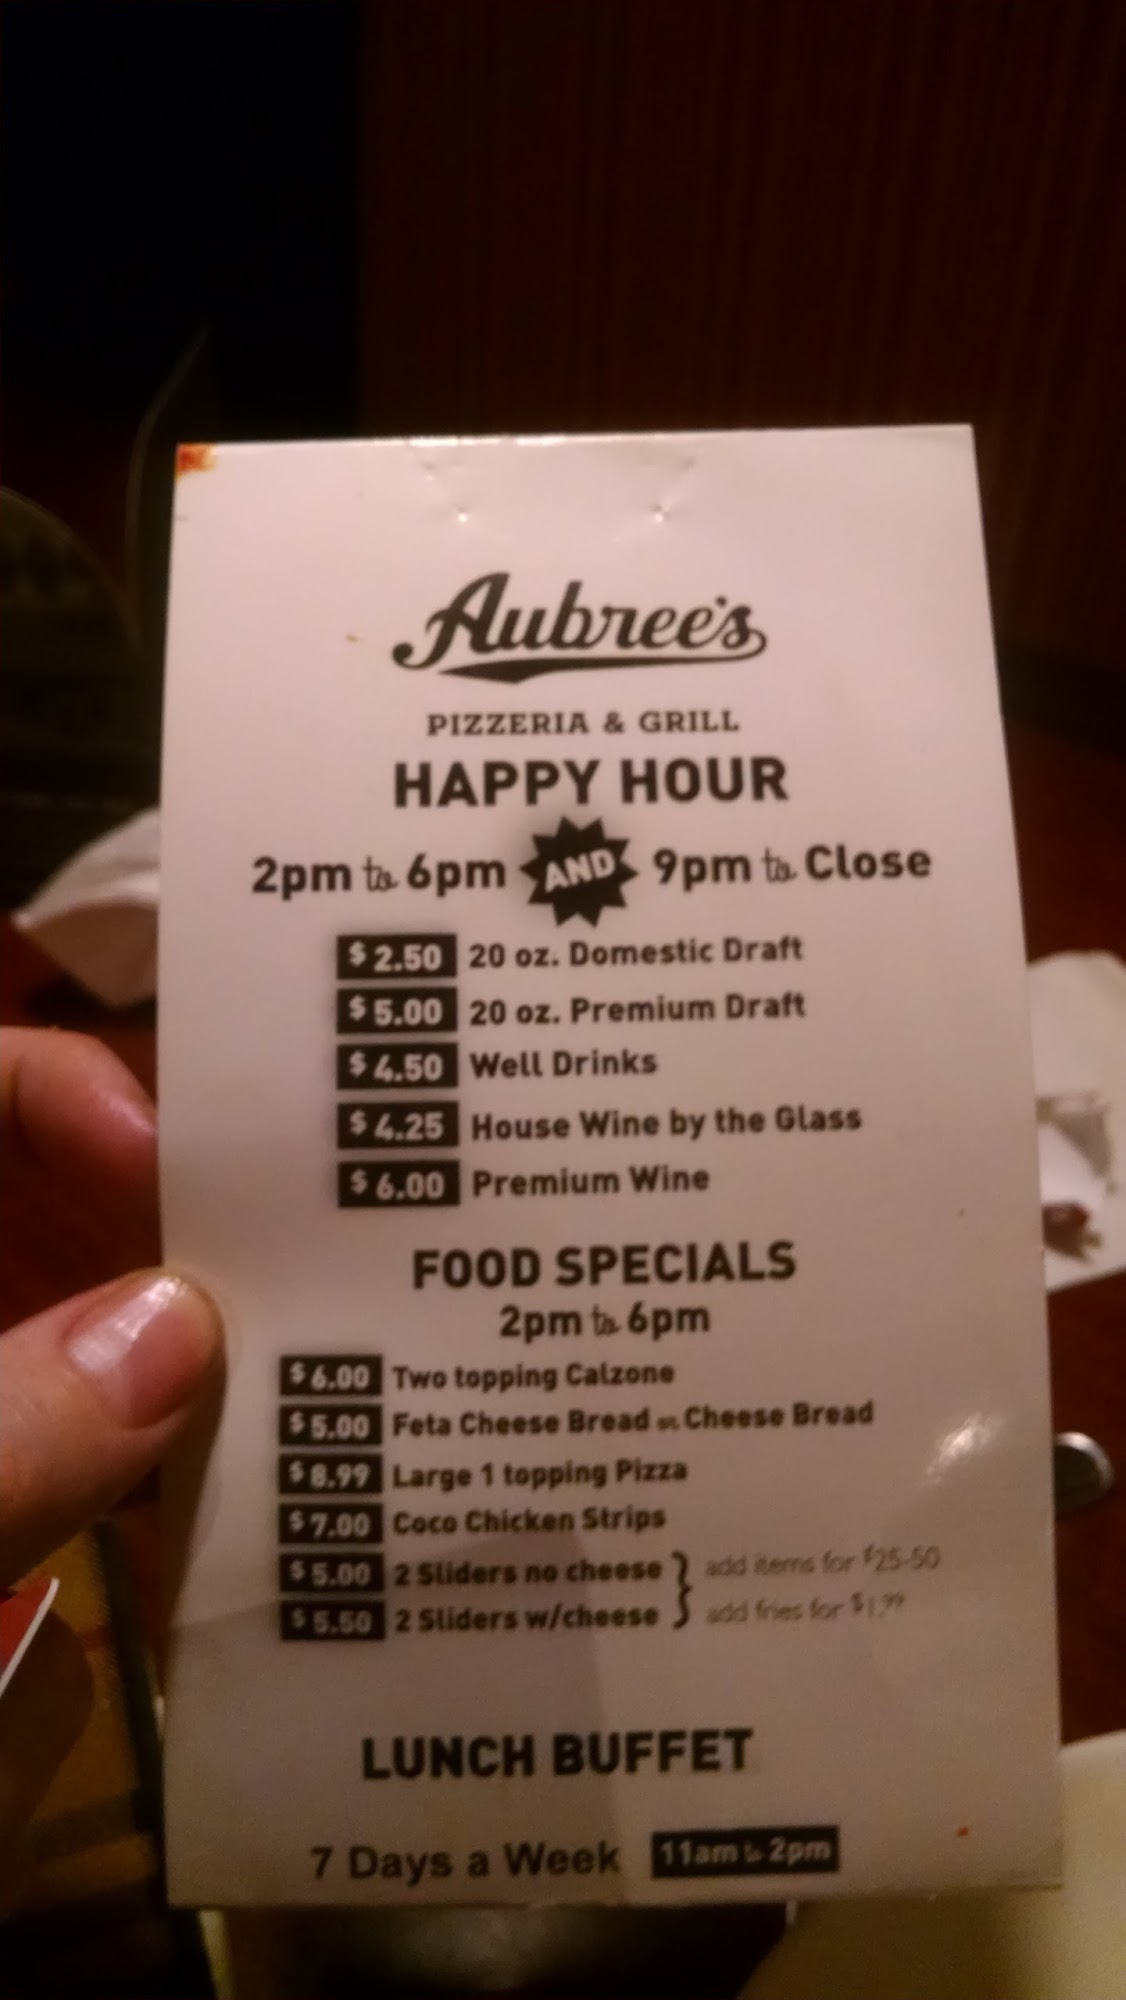 Aubree's
PIZZERIA & GRILL
HAPPY HOUR
2pm to 6pm AND 9pm to Close
$2.50 20 oz. Domestic Draft
$5.00 20 oz. Premium Draft
$4.50 Well Drinks
$4.25 House Wine by the Glass
$6.00 Premium Wine
FOOD SPECIALS
2pm to 6pm
$6.00 Two topping Calzone
$5.00 Feta Cheese Bread or Cheese Bread
$8.99 Large 1 topping Pizza
$7.00 Coco Chicken Strips
$5.00 2 Sliders no cheese } add items for $25-50
$5.50 2 Sliders w/cheese } add fries for $1.99
LUNCH BUFFET
7 Days a Week 11am to 2pm